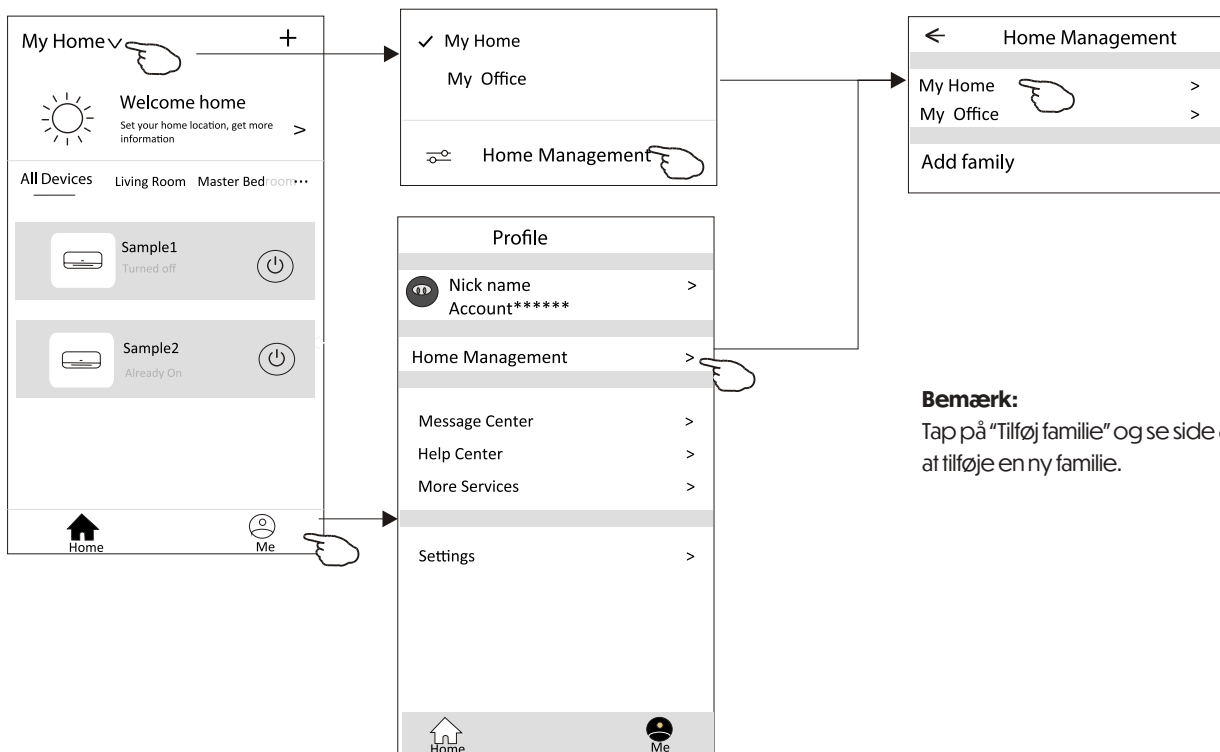 My Home
+
Welcome home
Set your home location, get more
information
>
All Devices Living Room Master Bedroom...
Sample1
Turned off
Sample2
Already On
Home Me
✓ My Home
My Office
Home Management
Profile
Nick name >
Account******
Home Management >
Message Center >
Help Center >
More Services >
Settings >
Home Me
← Home Management
My Home >
My Office >
Add family
Bemærk:
Tap på "Tilføj familie" og se side
at tilføje en ny familie.